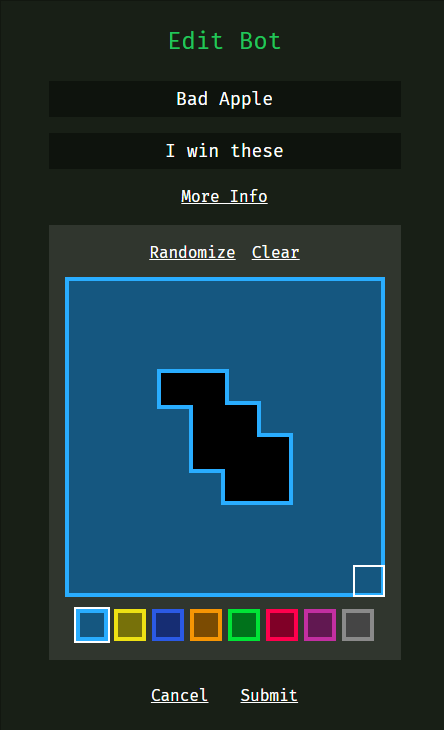 Edit Bot
Bad Apple
I win these
More Info
Randomize Clear
Cancel Submit